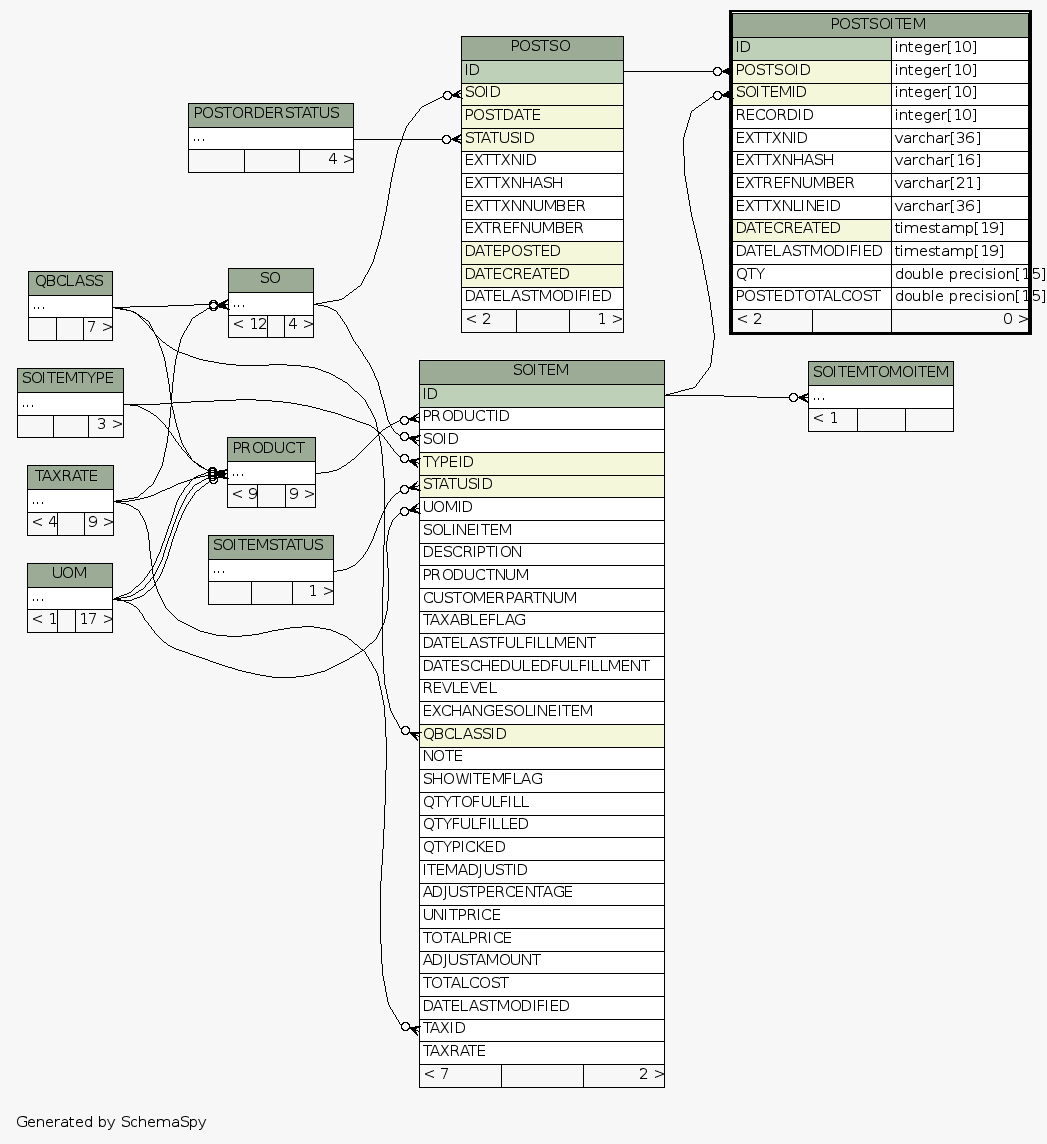 POSTSOITEM
ID integer[10]
POSTSOID integer[10]
SOITEMID integer[10]
RECORDID integer[10]
EXTTXNID varchar[36]
EXTTXNHASH varchar[16]
EXTREFNUMBER varchar[21]
EXTTXNLINEID varchar[36]
DATECREATED timestamp[19]
DATELASTMODIFIED timestamp[19]
QTY double precision[15]
POSTEDTOTALCOST double precision[15]
< 2 0 >
POSTSO
ID
SOID
POSTDATE
STATUSID
EXTTXNID
EXTTXNHASH
EXTTXNNUMBER
EXTREFNUMBER
DATEPOSTED
DATECREATED
DATELASTMODIFIED
< 2 1 >
POSTORDERSTATUS
...
4 >
QBCLASS
...
7 >
SO
...
< 12 4 >
SOITEMTYPE
...
3 >
PRODUCT
...
< 9 9 >
TAXRATE
...
< 4 9 >
SOITEMSTATUS
...
1 >
UOM
...
< 1 17 >
SOITEM
ID
PRODUCTID
SOID
TYPEID
STATUSID
UOMID
SOLINEITEM
DESCRIPTION
PRODUCTNUM
CUSTOMERPARTNUM
TAXABLEFLAG
DATELASTFULFILLMENT
DATESCHEDULEDFULFILLMENT
REVLEVEL
EXCHANGESOLINEITEM
QBCLASSID
NOTE
SHOWITEMFLAG
QTYTOFULFILL
QTYFULFILLED
QTYPICKED
ITEMADJUSTID
ADJUSTPERCENTAGE
UNITPRICE
TOTALPRICE
ADJUSTAMOUNT
TOTALCOST
DATELASTMODIFIED
TAXID
TAXRATE
< 7 2 >
SOITEMTOMOITEM
...
< 1
Generated by SchemaSpy